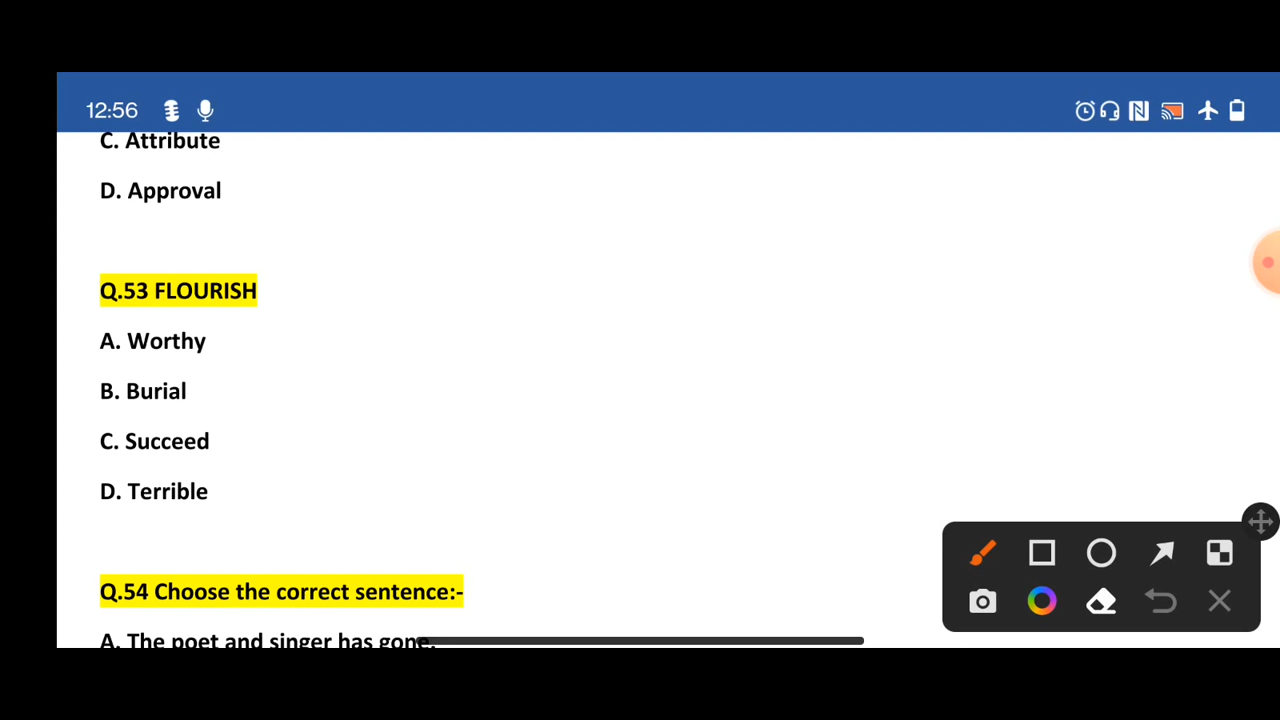 12:56
C. Attribute
D. Approval
Q.53 FLOURISH
A. Worthy
B. Burial
C. Succeed
D. Terrible
Q.54 Choose the correct sentence:-
A. The poet and singer has gone.